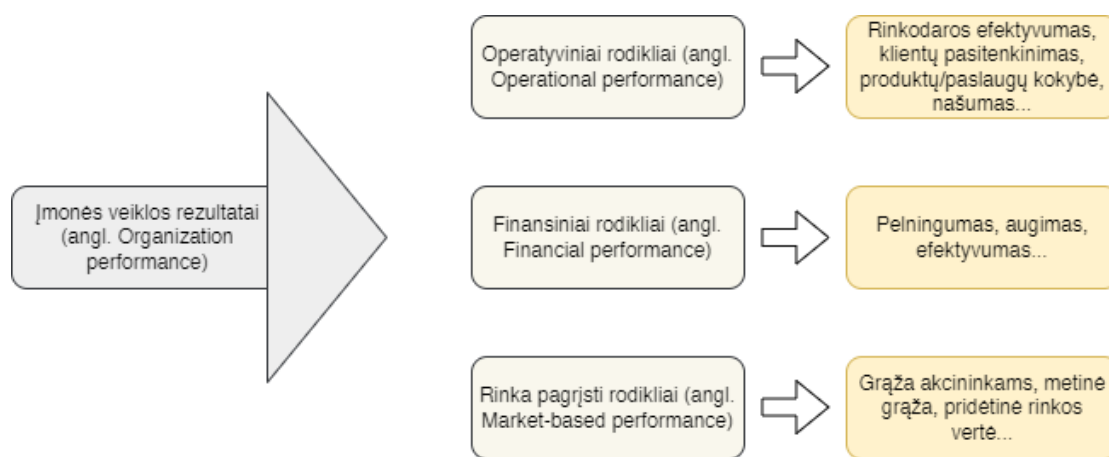 Įmonės veiklos rezultatai
(angl. Organization
performance)
Operatyviniai rodikliai (angl.
Operational performance)
Rinkodaros efektyvumas,
klientų pasitenkinimas,
produktų/paslaugų kokybė,
našumas...
Finansiniai rodikliai (angl.
Financial performance)
Pelningumas, augimas,
efektyvumas...
Rinka pagrįsti rodikliai (angl.
Market-based performance)
Grąža akcininkams, metinė
grąža, pridėtinė rinkos
vertė...